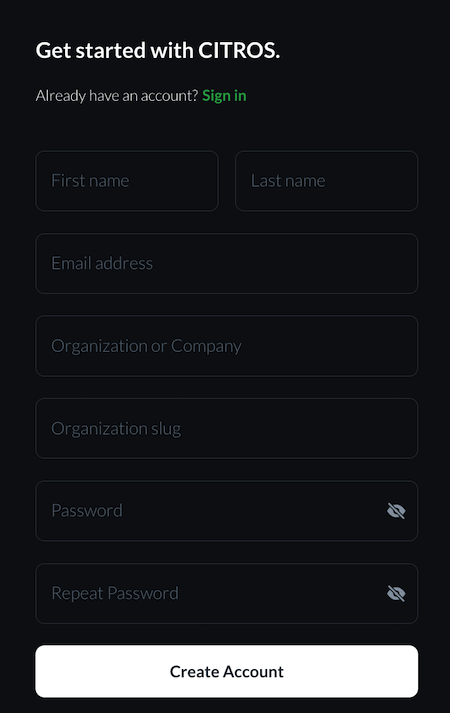 Get started with CITROS.
Already have an account? Sign in
First name Last name
Email address
Organization or Company
Organization slug
Password
Repeat Password
Create Account